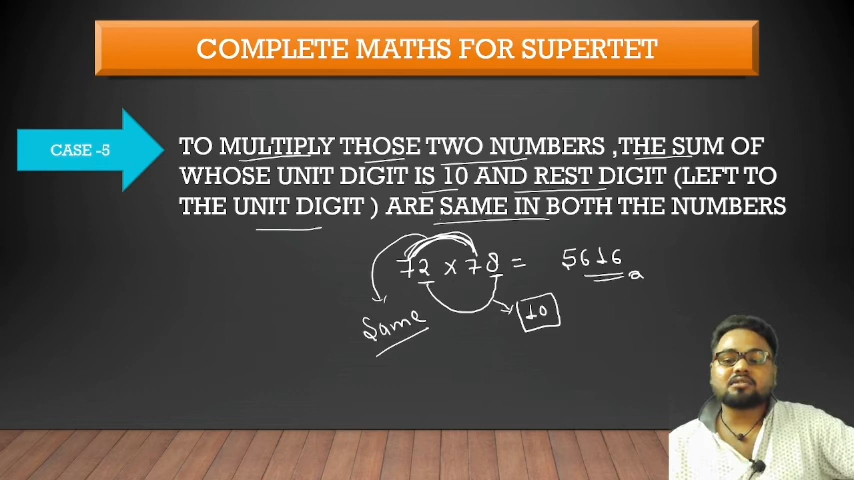 COMPLETE MATHS FOR SUPERTET
CASE -5
TO MULTIPLY THOSE TWO NUMBERS ,THE SUM OF
WHOSE UNIT DIGIT IS 10 AND REST DIGIT (LEFT TO
THE UNIT DIGIT ) ARE SAME IN BOTH THE NUMBERS
72 x 78 = 5616
Same
10